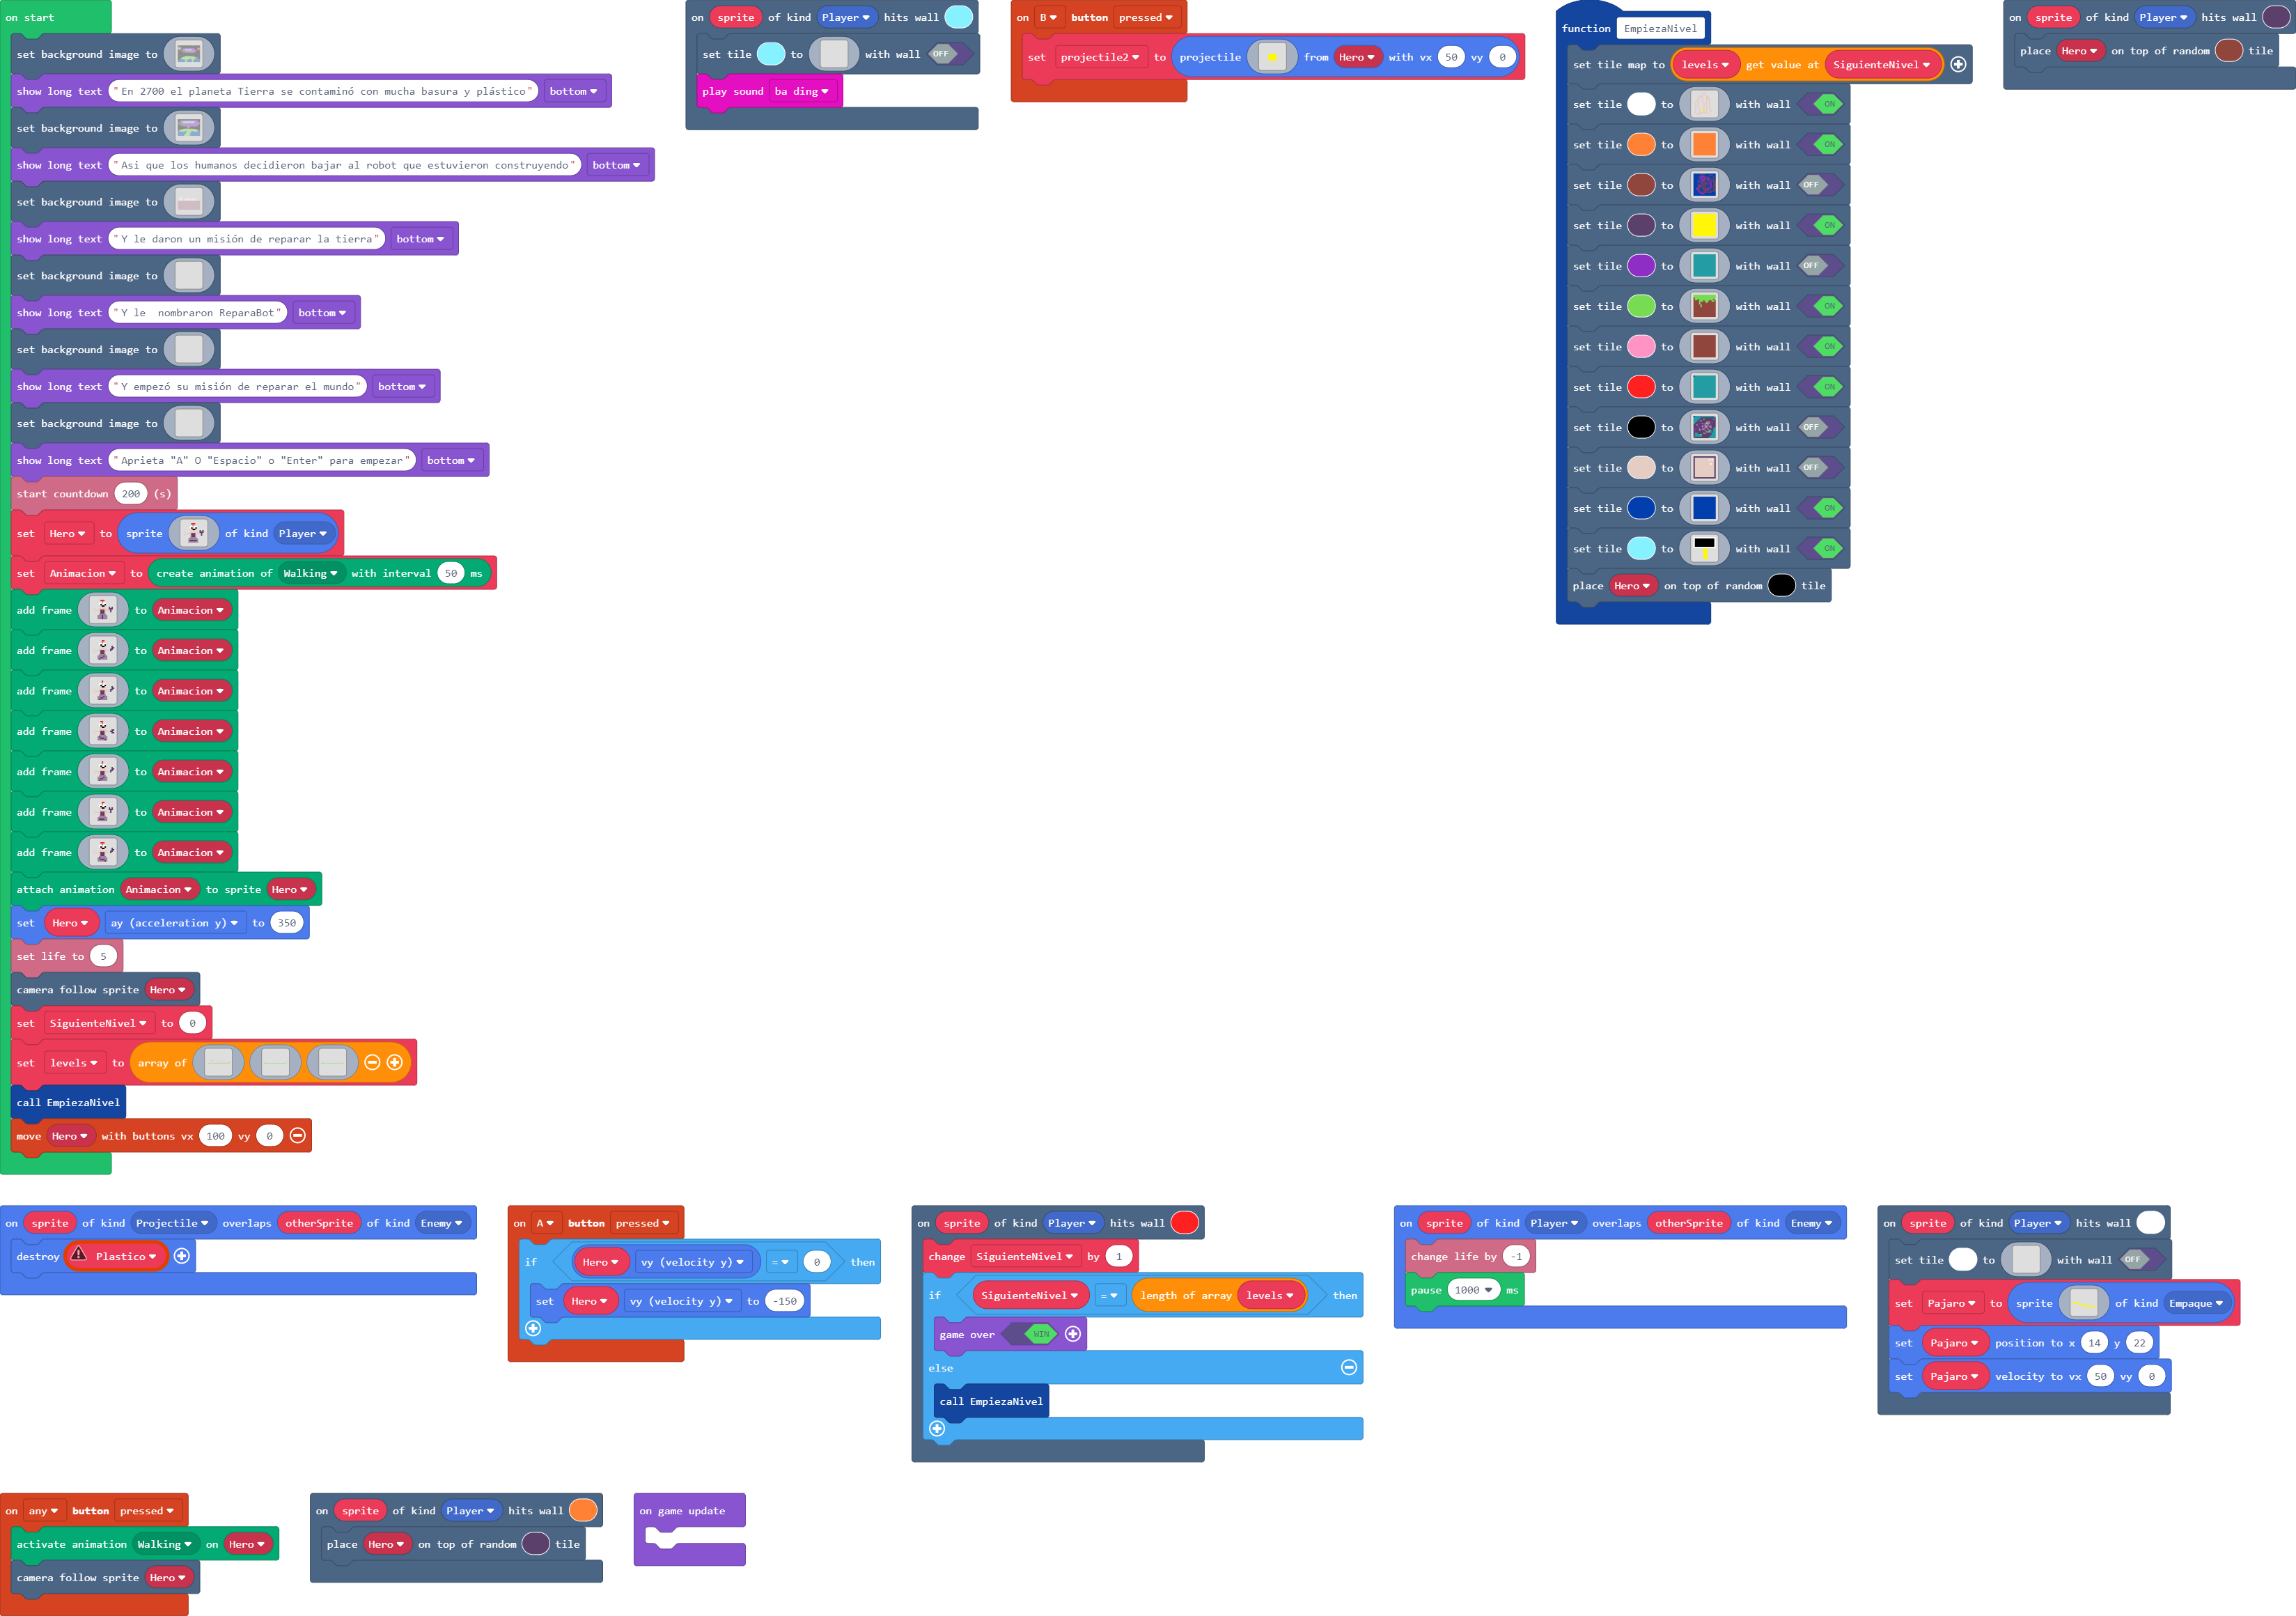 on start
set background image to
show long text "En 2700 el planeta Tierra se contaminó con mucha basura y plástico" bottom
set background image to
show long text "Asi que los humanos decidieron bajar al robot que estuvieron construyendo" bottom
set background image to
show long text "Y le daron un misión de reparar la tierra" bottom
set background image to
show long text "Y le  nombraron ReparaBot" bottom
set background image to
show long text "Y empezó su misión de reparar el mundo" bottom
set background image to
show long text "Aprieta "A" O "Espacio" o "Enter" para empezar" bottom
start countdown 200 (s)
set Hero to sprite of kind Player
set Animacion to create animation of Walking with interval 50 ms
add frame to Animacion
add frame to Animacion
add frame to Animacion
add frame to Animacion
add frame to Animacion
add frame to Animacion
add frame to Animacion
attach animation Animacion to sprite Hero
set Hero ay (acceleration y) to 350
set life to 5
camera follow sprite Hero
set SiguienteNivel to 0
set levels to array of
call EmpiezaNivel
move Hero with buttons vx 100 vy 0
on sprite of kind Player hits wall
set tile to with wall OFF
play sound ba ding
on B button pressed
set projectile2 to projectile from Hero with vx 50 vy 0
function EmpiezaNivel
set tile map to levels get value at SiguienteNivel
set tile to with wall ON
set tile to with wall ON
set tile to with wall OFF
set tile to with wall ON
set tile to with wall OFF
set tile to with wall ON
set tile to with wall ON
set tile to with wall ON
set tile to with wall OFF
set tile to with wall OFF
set tile to with wall ON
set tile to with wall ON
place Hero on top of random tile
on sprite of kind Player hits wall
place Hero on top of random tile
on sprite of kind Projectile overlaps otherSprite of kind Enemy
destroy Plastico
on A button pressed
if Hero vy (velocity y) = 0 then
set Hero vy (velocity y) to -150
on sprite of kind Player hits wall
change SiguienteNivel by 1
if SiguienteNivel = length of array levels then
game over WIN
else
call EmpiezaNivel
on sprite of kind Player overlaps otherSprite of kind Enemy
change life by -1
pause 1000 ms
on sprite of kind Player hits wall
set tile to with wall OFF
set Pajaro to sprite of kind Empaque
set Pajaro position to x 14 y 22
set Pajaro velocity to vx 50 vy 0
on any button pressed
activate animation Walking on Hero
camera follow sprite Hero
on sprite of kind Player hits wall
place Hero on top of random tile
on game update